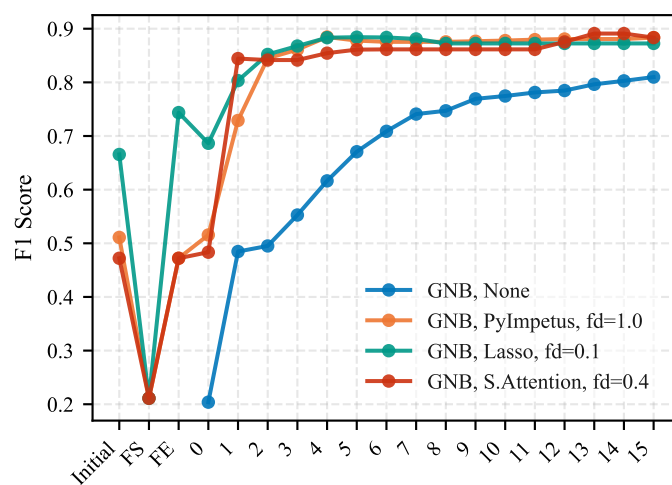 0.9
0.8
0.7
0.6
0.5
0.4
0.3
0.2
F1 Score
GNB, None
GNB, PyImpetus, fd=1.0
GNB, Lasso, fd=0.1
GNB, S.Attention, fd=0.4
Initial FS FE 0 1 2 3 4 5 6 7 8 9 10 11 12 13 14 15